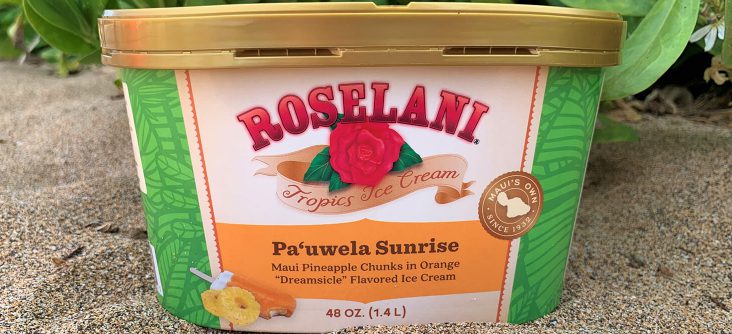 ROSELANI®
Tropics Ice Cream
MAUI'S OWN
SINCE 1932
Pa‘uwela Sunrise
Maui Pineapple Chunks in Orange
“Dreamsicle” Flavored Ice Cream
48 OZ. (1.4 L)